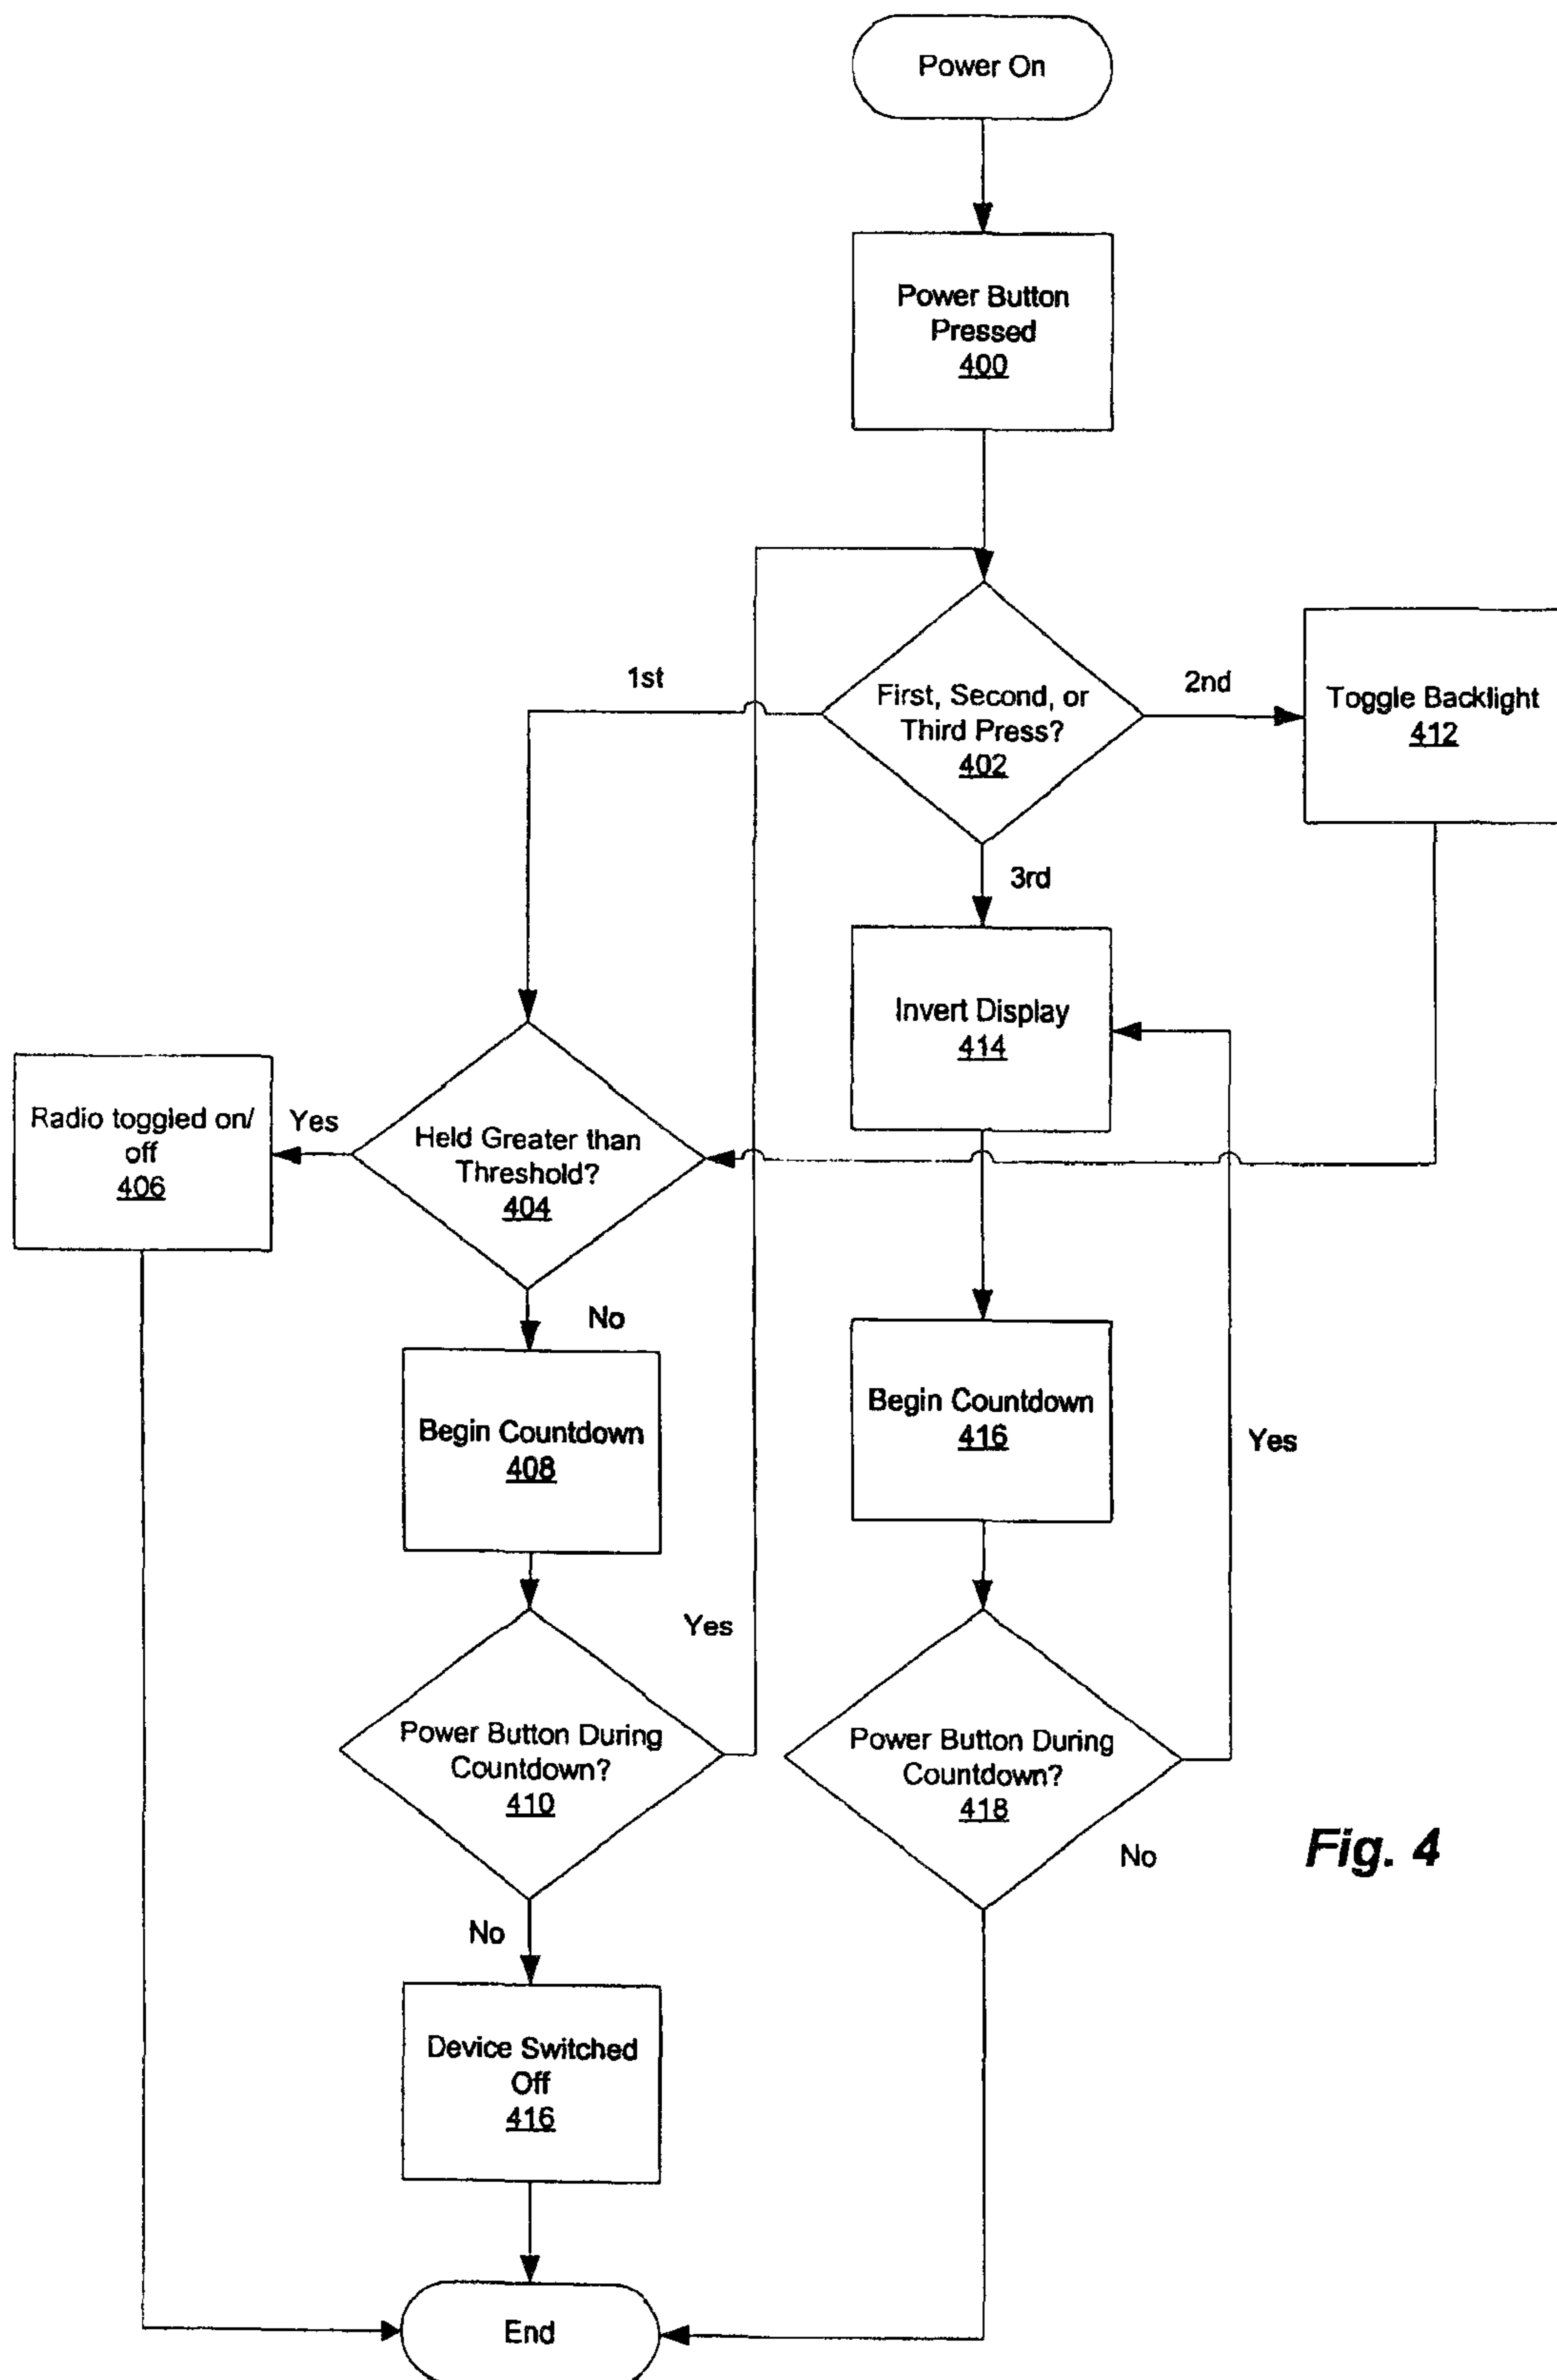 Power On
Power Button
Pressed
400
1st
First, Second, or
Third Press?
402
2nd
Toggle Backlight
412
3rd
Invert Display
414
Radio toggled on/
off
406
Yes
Held Greater than
Threshold?
404
No
Begin Countdown
408
Begin Countdown
416
Yes
Yes
Power Button During
Countdown?
410
Power Button During
Countdown?
418
No
Fig. 4
No
Device Switched
Off
416
End